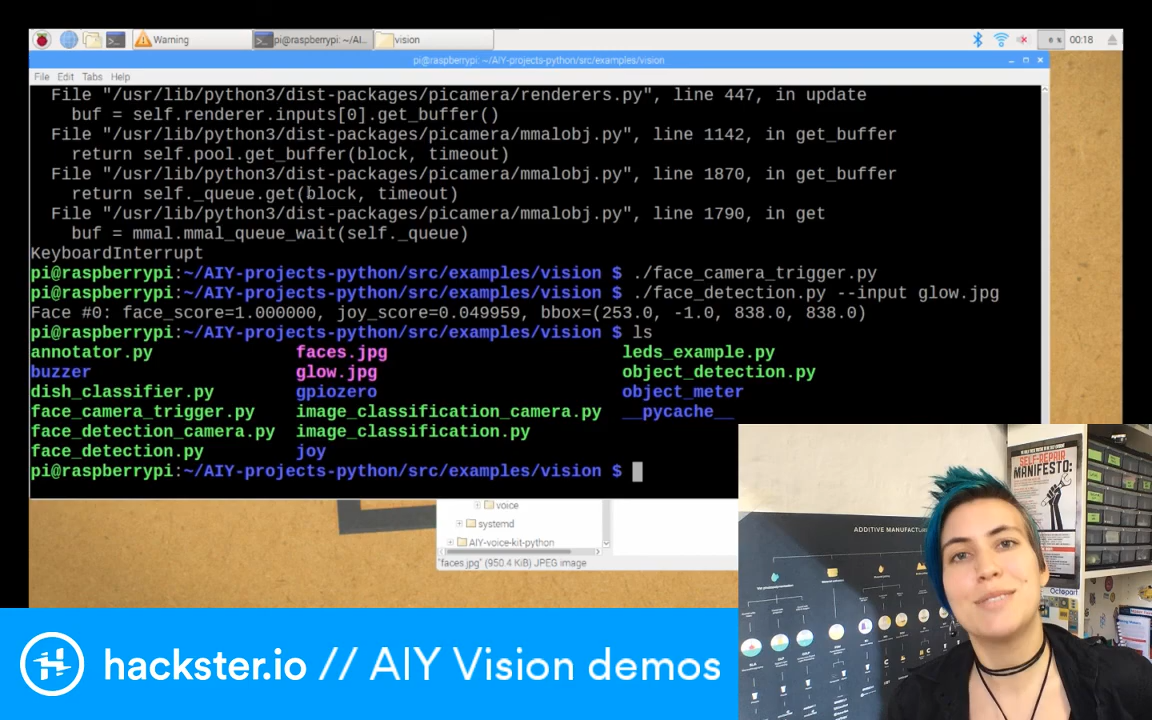 Warning
pi@raspberrypi: ~/AI...
vision
6 %
00:18
pi@raspberrypi: ~/AIY-projects-python/src/examples/vision
File Edit Tabs Help
File "/usr/lib/python3/dist-packages/picamera/renderers.py", line 447, in update
buf = self.renderer.inputs[0].get_buffer()
File "/usr/lib/python3/dist-packages/picamera/mmalobj.py", line 1142, in get_buffer
return self.pool.get_buffer(block, timeout)
File "/usr/lib/python3/dist-packages/picamera/mmalobj.py", line 1870, in get_buffer
return self._queue.get(block, timeout)
File "/usr/lib/python3/dist-packages/picamera/mmalobj.py", line 1790, in get
buf = mmal.mmal_queue_wait(self._queue)
KeyboardInterrupt
pi@raspberrypi:~/AIY-projects-python/src/examples/vision $ ./face_camera_trigger.py
pi@raspberrypi:~/AIY-projects-python/src/examples/vision $ ./face_detection.py --input glow.jpg
Face #0: face_score=1.000000, joy_score=0.049959, bbox=(253.0, -1.0, 838.0, 838.0)
pi@raspberrypi:~/AIY-projects-python/src/examples/vision $ ls
annotator.py faces.jpg leds_example.py
buzzer glow.jpg object_detection.py
dish_classifier.py gpiozero object_meter
face_camera_trigger.py image_classification_camera.py __pycache__
face_detection_camera.py image_classification.py
face_detection.py joy
pi@raspberrypi:~/AIY-projects-python/src/examples/vision $
voice
systemd
AIY-voice-kit-python
"faces.jpg" (950.4 KiB) JPEG image
SELF-REPAIR
MANIFESTO:
ADDITIVE MANUFACTU
Octopart
hackster.io // AIY Vision demos